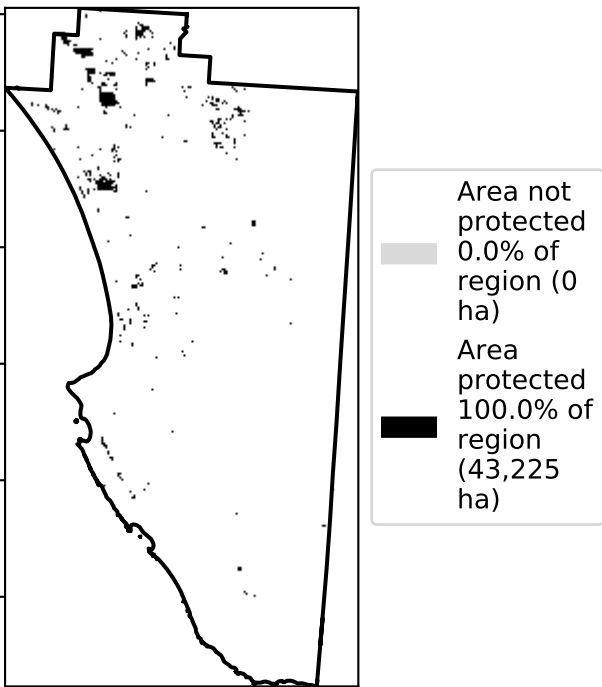 Area not
protected
0.0% of
region (0
ha)
Area
protected
100.0% of
region
(43,225
ha)